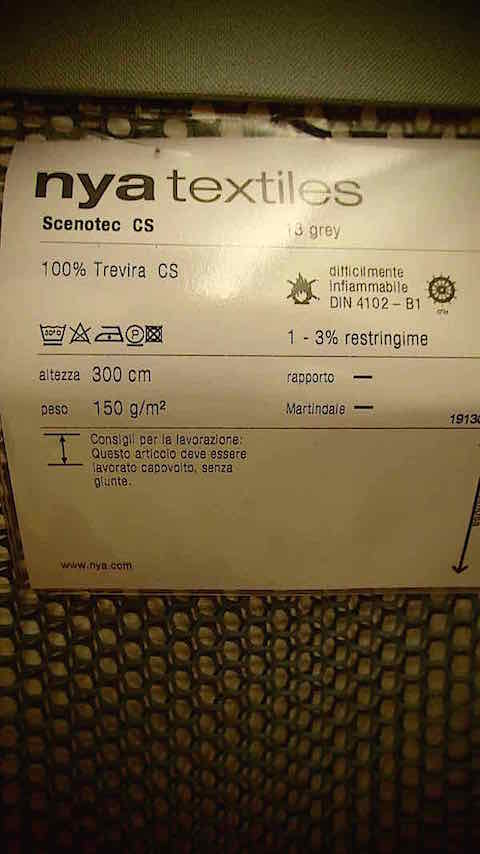 nya textiles
Scenotec CS
13 grey
100% Trevira CS
difficilmente
infiammabile
DIN 4102 – B1
30°C
P
1 - 3% restringime
altezza 300 cm
rapporto —
peso 150 g/m²
Martindale —
1913
Consigli per la lavorazione:
Questo articolo deve essere
lavorato capovolto, senza
giunte.
www.nya.com